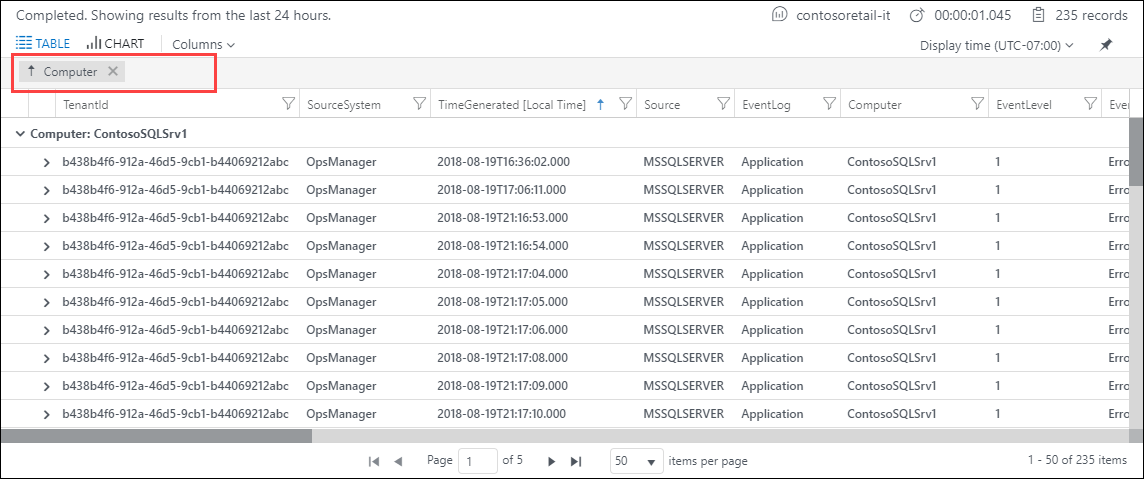 Completed. Showing results from the last 24 hours. contosoretail-it 00:00:01.045 235 records
TABLE CHART Columns Display time (UTC-07:00)
Computer
TenantId SourceSystem TimeGenerated [Local Time] Source EventLog Computer EventLevel Ever
Computer: ContosoSQLSrv1
b438b4f6-912a-46d5-9cb1-b44069212abc OpsManager 2018-08-19T16:36:02.000 MSSQLSERVER Application ContosoSQLSrv1 1 Erro
b438b4f6-912a-46d5-9cb1-b44069212abc OpsManager 2018-08-19T17:06:11.000 MSSQLSERVER Application ContosoSQLSrv1 1 Erro
b438b4f6-912a-46d5-9cb1-b44069212abc OpsManager 2018-08-19T21:16:53.000 MSSQLSERVER Application ContosoSQLSrv1 1 Erro
b438b4f6-912a-46d5-9cb1-b44069212abc OpsManager 2018-08-19T21:16:54.000 MSSQLSERVER Application ContosoSQLSrv1 1 Erro
b438b4f6-912a-46d5-9cb1-b44069212abc OpsManager 2018-08-19T21:17:04.000 MSSQLSERVER Application ContosoSQLSrv1 1 Erro
b438b4f6-912a-46d5-9cb1-b44069212abc OpsManager 2018-08-19T21:17:05.000 MSSQLSERVER Application ContosoSQLSrv1 1 Erro
b438b4f6-912a-46d5-9cb1-b44069212abc OpsManager 2018-08-19T21:17:06.000 MSSQLSERVER Application ContosoSQLSrv1 1 Erro
b438b4f6-912a-46d5-9cb1-b44069212abc OpsManager 2018-08-19T21:17:08.000 MSSQLSERVER Application ContosoSQLSrv1 1 Erro
b438b4f6-912a-46d5-9cb1-b44069212abc OpsManager 2018-08-19T21:17:09.000 MSSQLSERVER Application ContosoSQLSrv1 1 Erro
b438b4f6-912a-46d5-9cb1-b44069212abc OpsManager 2018-08-19T21:17:10.000 MSSQLSERVER Application ContosoSQLSrv1 1 Erro
Page 1 of 5 50 items per page 1 - 50 of 235 items